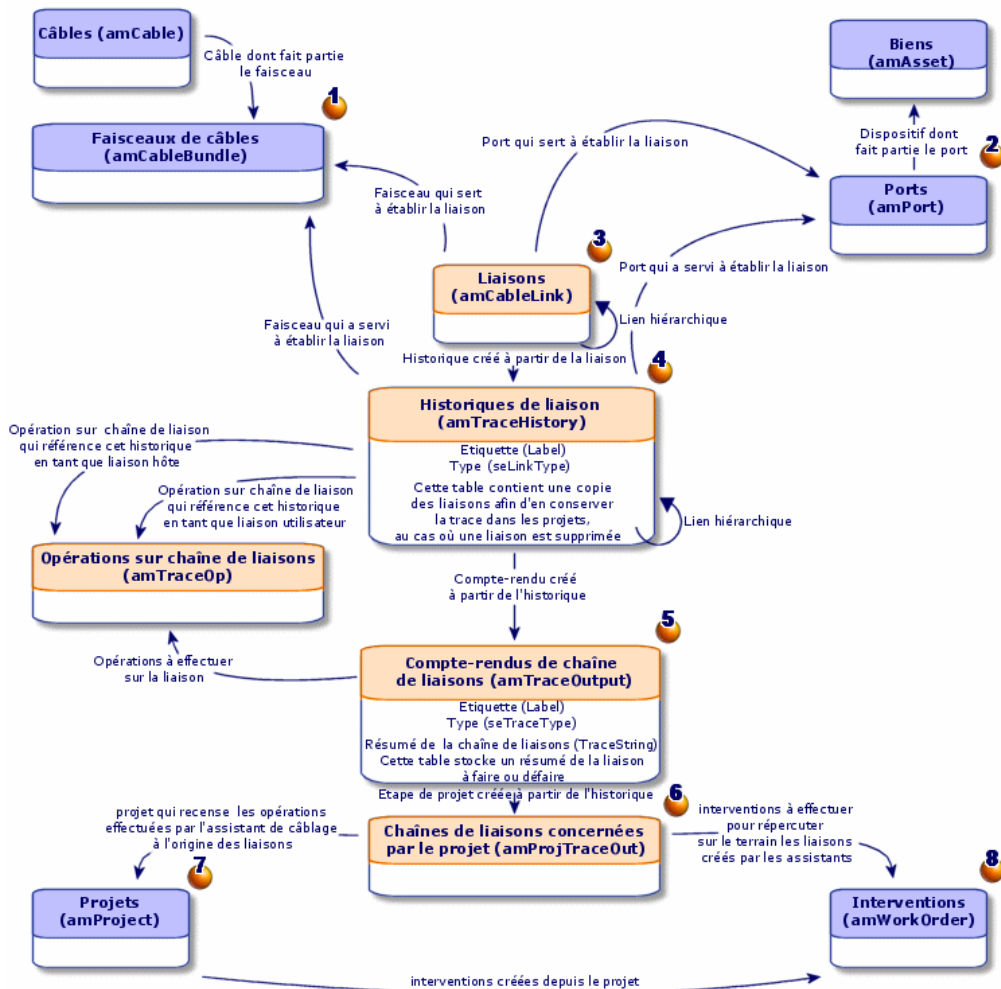 Câbles (amCable)
Câble dont fait partie
le faisceau
1
Faisceaux de câbles
(amCableBundle)
Biens
(amAsset)
Dispositif dont
fait partie le port
2
Ports
(amPort)
Port qui sert à établir la liaison
Faisceau qui sert
à établir la liaison
3
Liaisons
(amCableLink)
Port qui a servi à établir la liaison
Lien hiérarchique
Faisceau qui a servi
à établir la liaison
Historique créé à partir de la liaison
4
Historiques de liaison
(amTraceHistory)
Etiquette (Label)
Type (seLinkType)
Cette table contient une copie
des liaisons afin d'en conserver
la trace dans les projets,
au cas où une liaison est supprimée
Lien hiérarchique
Opération sur chaîne de liaison
qui référence cet historique
en tant que liaison hôte
Opération sur chaîne de liaison
qui référence cet historique
en tant que liaison utilisateur
Opérations sur chaîne de liaisons
(amTraceOp)
Compte-rendu créé
à partir de l'historique
5
Opérations à effectuer
sur la liaison
Compte-rendus de chaîne
de liaisons (amTraceOutput)
Etiquette (Label)
Type (seTraceType)
Résumé de la chaîne de liaisons (TraceString)
Cette table stocke un résumé de la liaison
à faire ou défaire
Etape de projet créée à partir de l'historique
6
Chaînes de liaisons concernées
par le projet (amProjTraceOut)
projet qui recense les opérations
effectuées par l'assistant de câblage
à l'origine des liaisons
interventions à effectuer
pour répercuter
sur le terrain les liaisons
créés par les assistants
7
Projets
(amProject)
8
Interventions
(amWorkOrder)
interventions créées depuis le projet